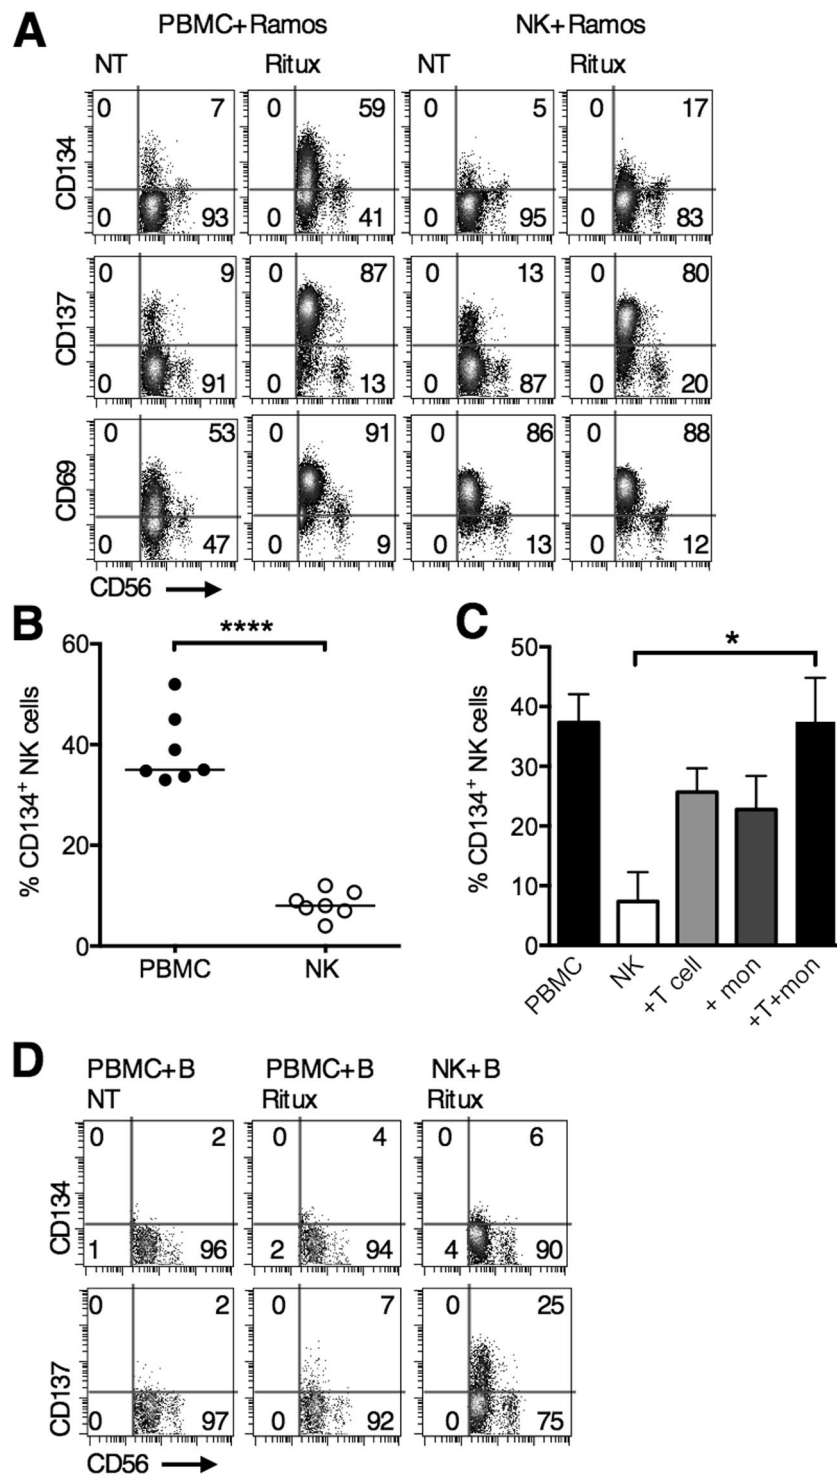 A
PBMC+Ramos NK+Ramos
NT Ritux NT Ritux
CD134
0 7 0 59 0 5 0 17
0 93 0 41 0 95 0 83
CD137
0 9 0 87 0 13 0 80
0 91 0 13 0 87 0 20
CD69
0 53 0 91 0 86 0 88
0 47 0 9 0 13 0 12
CD56
B
% CD134+ NK cells
60
40
20
0
****
PBMC NK
C
% CD134+ NK cells
50
40
30
20
10
0
*
PBMC NK +T cell + mon +T+mon
D
PBMC+B PBMC+B NK+B
NT Ritux Ritux
CD134
0 2 0 4 0 6
1 96 2 94 4 90
CD137
0 2 0 7 0 25
0 97 0 92 0 75
CD56